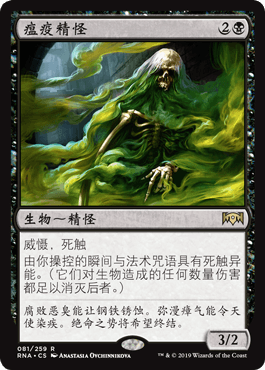 瘟疫精怪 2
生物～精怪
威慑，死触
由你操控的瞬间与法术咒语具有死触异
能。（它们对生物造成的任何数量伤害
都足以消灭后者。）
腐败恶臭能让钢铁锈蚀。弥漫瘴气能令天
使染疾。绝命之势将希望终结。
3/2
081/259 R
RNA • CS ANASTASIA OVCHINNIKOVA
™ & © 2019 Wizards of the Coast